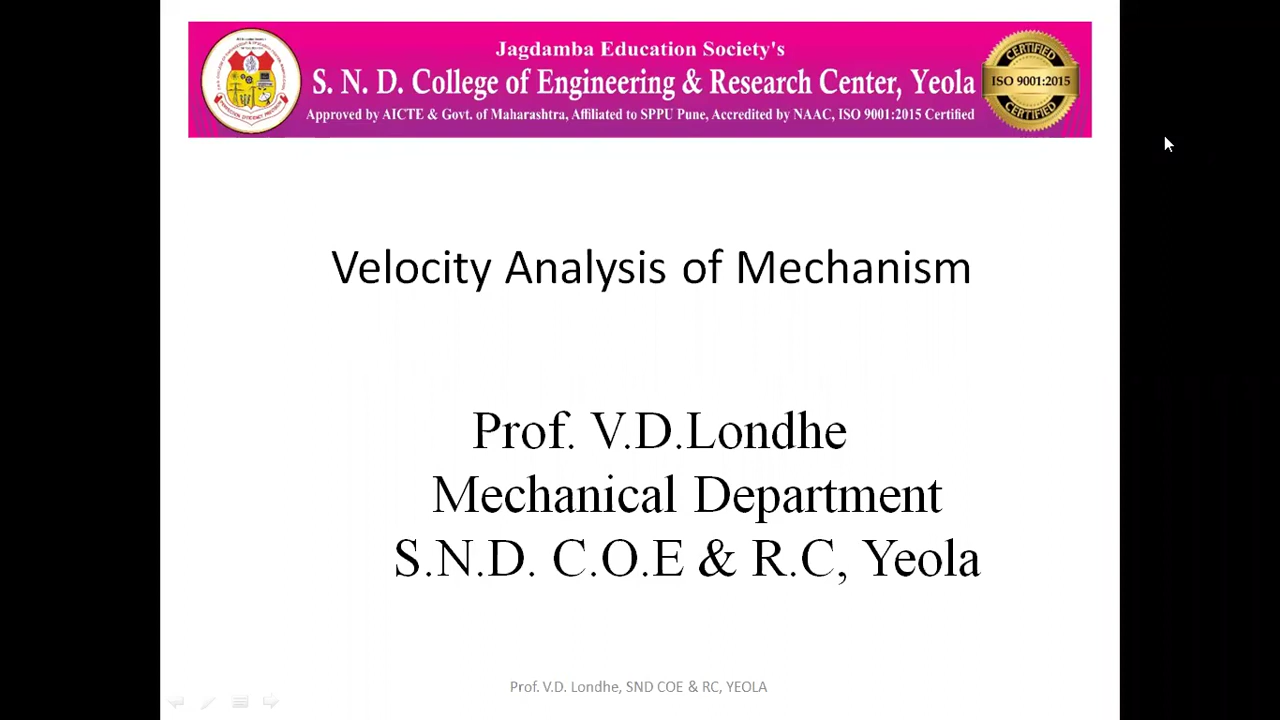 Jagdamba Education Society's
S. N. D. College of Engineering & Research Center, Yeola
Approved by AICTE & Govt. of Maharashtra, Affiliated to SPPU Pune, Accredited by NAAC, ISO 9001:2015 Certified
CERTIFIED
ISO 9001:2015
CERTIFIED
Velocity Analysis of Mechanism
Prof. V.D.Londhe
Mechanical Department
S.N.D. C.O.E & R.C, Yeola
Prof. V.D. Londhe, SND COE & RC, YEOLA